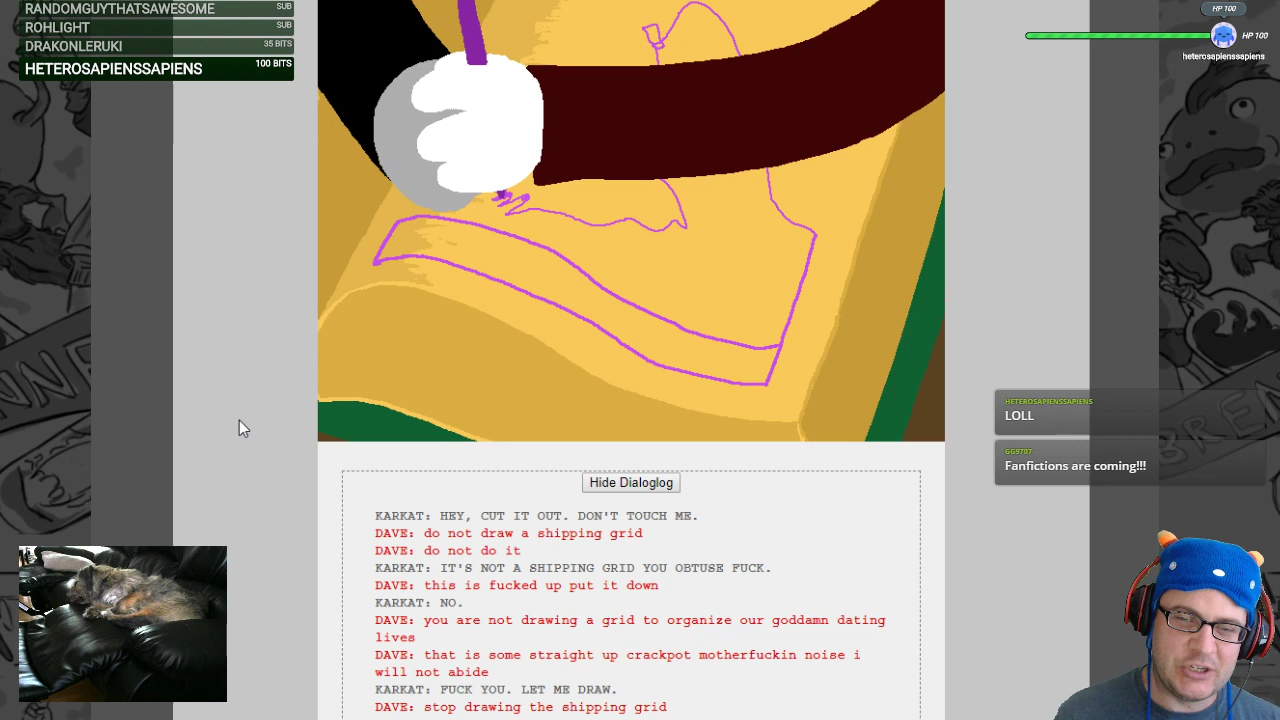 RANDOMGUYTHATSAWESOME SUB
ROHLIGHT SUB
DRAKONLERUKI 35 BITS
HETEROSAPIENSSAPIENS 100 BITS
HP 100
HP 100
heterosapienssapiens
HETEROSAPIENSSAPIENS
LOLL
GG9707
Fanfictions are coming!!!
Hide Dialoglog
KARKAT: HEY, CUT IT OUT. DON'T TOUCH ME.
DAVE: do not draw a shipping grid
DAVE: do not do it
KARKAT: IT'S NOT A SHIPPING GRID YOU OBTUSE FUCK.
DAVE: this is fucked up put it down
KARKAT: NO.
DAVE: you are not drawing a grid to organize our goddamn dating
lives
DAVE: that is some straight up crackpot motherfuckin noise i
will not abide
KARKAT: FUCK YOU. LET ME DRAW.
DAVE: stop drawing the shipping grid